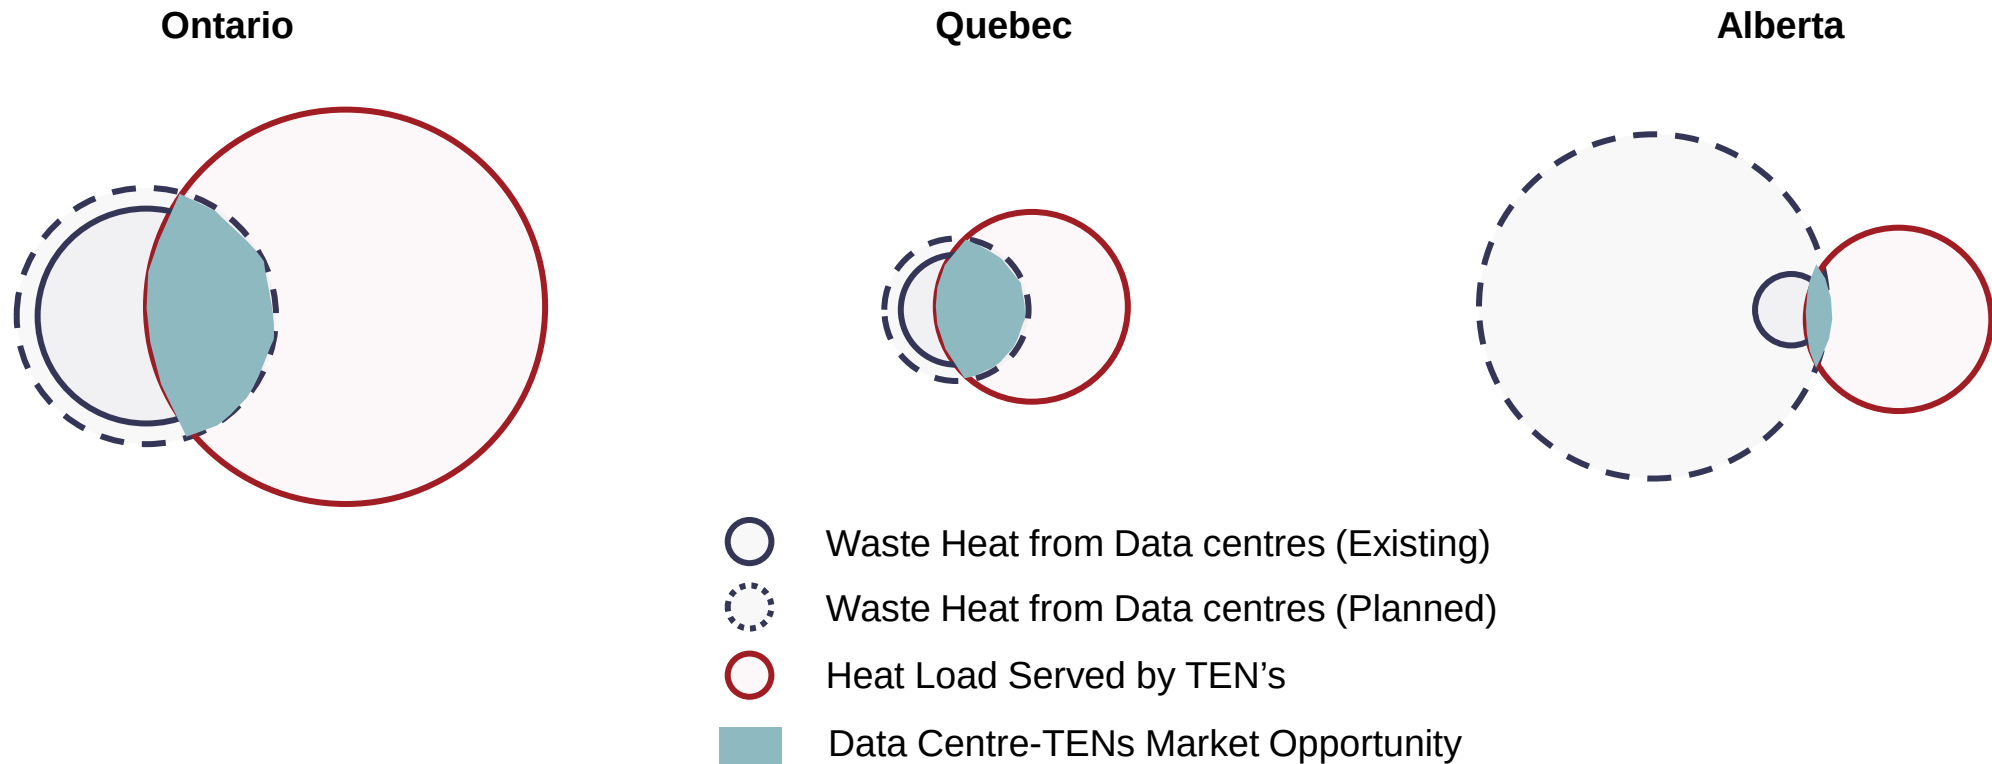 Ontario
Quebec
Alberta
Waste Heat from Data centres (Existing)
Waste Heat from Data centres (Planned)
Heat Load Served by TEN’s
Data Centre-TENs Market Opportunity